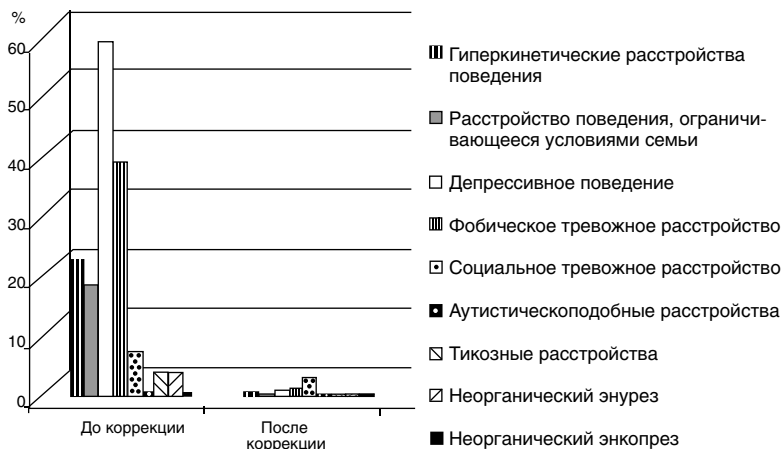 %
60
50
40
30
20
10
0
До коррекции
После
коррекции
Гиперкинетические расстройства
поведения
Расстройство поведения, ограничи-
вающееся условиями семьи
Депрессивное поведение
Фобическое тревожное расстройство
Социальное тревожное расстройство
Аутистическоподобные расстройства
Тикозные расстройства
Неорганический энурез
Неорганический энкопрез